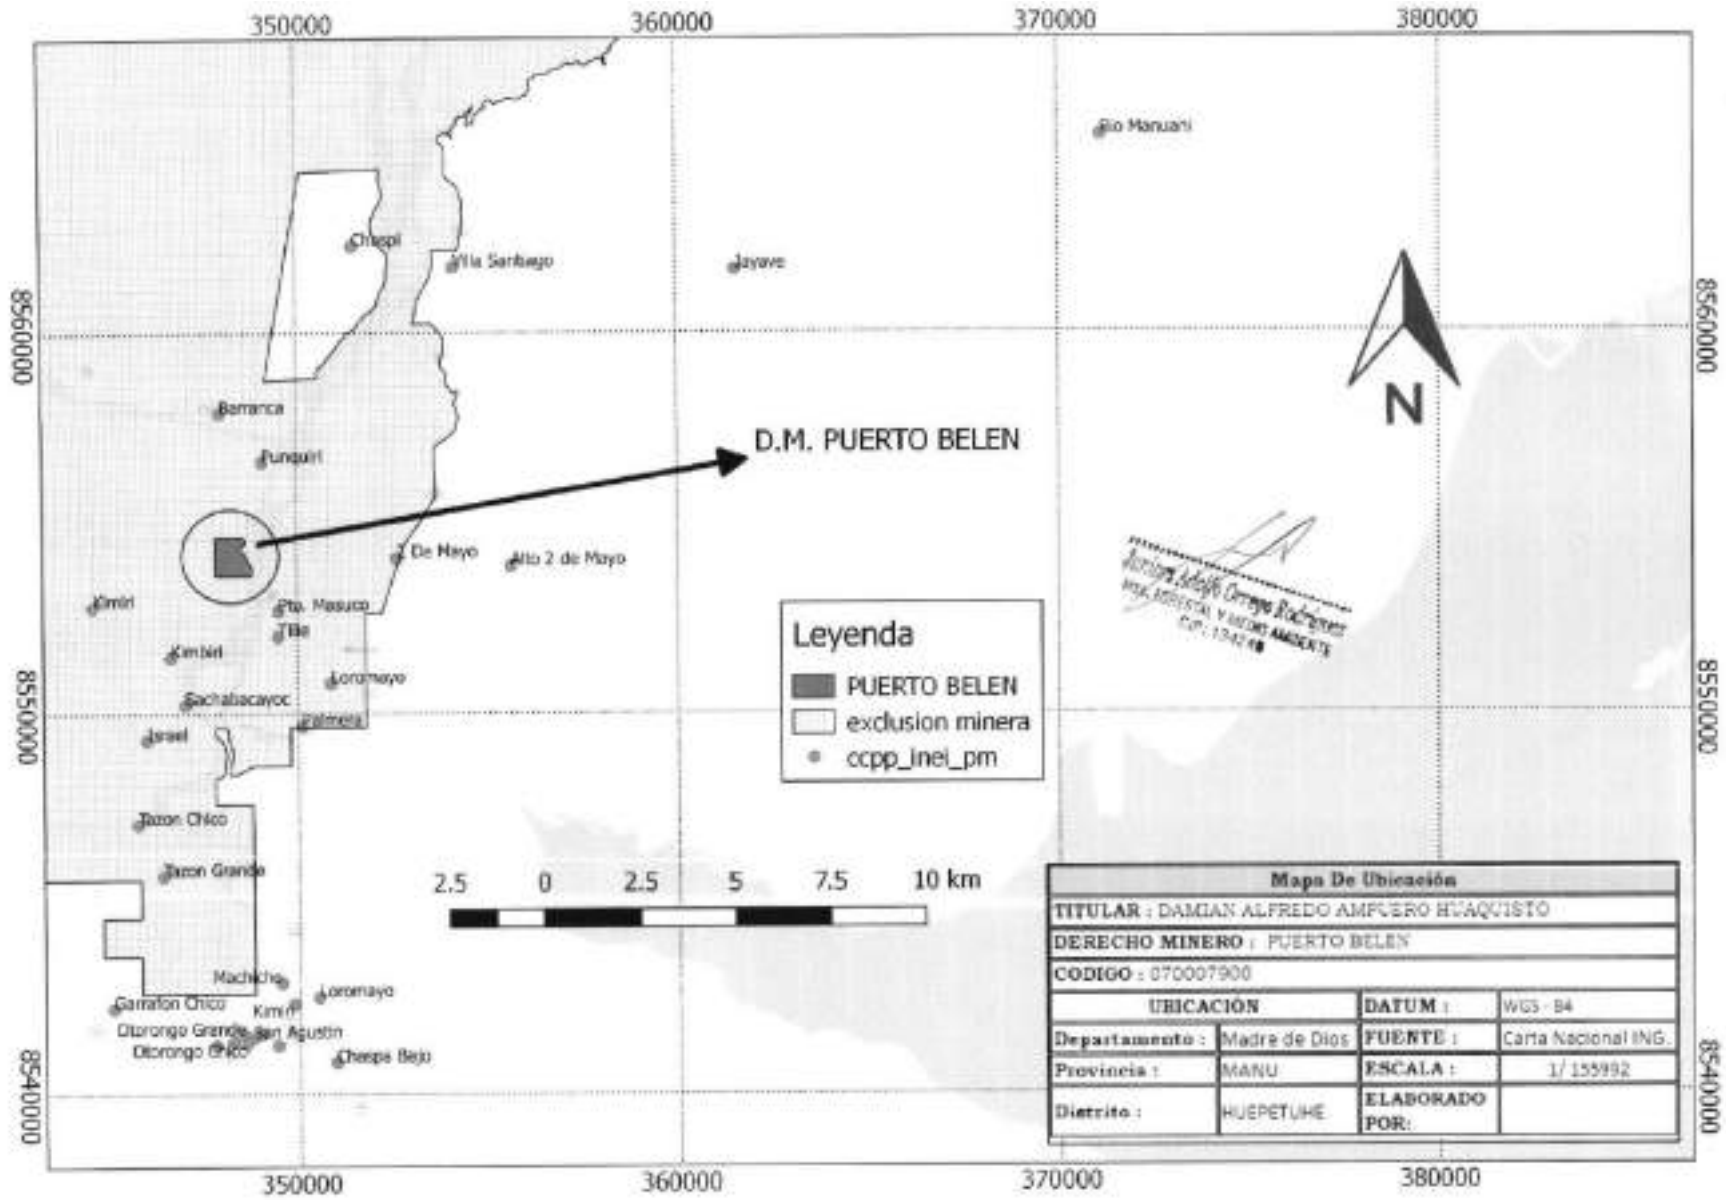 350000 360000 370000 380000
Rio Manuani
Chaspi
Villa Santiago
Jayave
8560000 8560000
Barranca
Punquiri
D.M. PUERTO BELEN
N
2 De Mayo
Alto 2 de Mayo
Kimiri
Pto. Masuco
Kimbiri
Loromayo
Sachabacayoc
Palmera
Israel
8550000 8550000
Leyenda
PUERTO BELEN
exclusion minera
ccpp_inei_pm
C.I.P.: 134248
Tazon Chico
Tazon Grande
2.5 0 2.5 5 7.5 10 km
Machicho
Loromayo
Garrafon Chico
Kimiri
Otorongo Grande
San Agustin
Otorongo Chico
Chaspa Bajo
8540000 8540000
Mapa De Ubicación
TITULAR : DAMIAN ALFREDO AMPUERO HUAQUISTO
DERECHO MINERO : PUERTO BELEN
CODIGO : 070007900
UBICACIÓN DATUM : WGS - 84
Departamento : Madre de Dios FUENTE : Carta Nacional ING.
Provincia : MANU ESCALA : 1/ 155992
Distrito : HUEPETUHE ELABORADO POR:
350000 360000 370000 380000